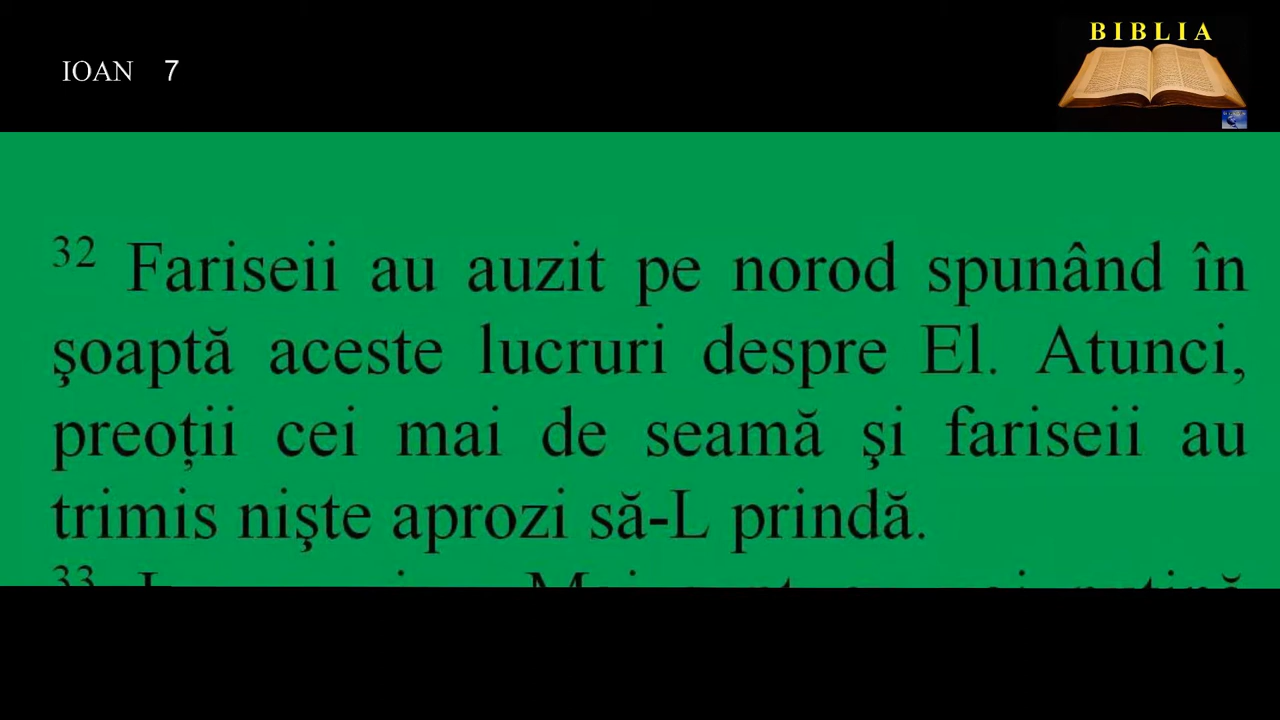 BIBLIA
IOAN 7
32 Fariseii au auzit pe norod spunând în
şoaptă aceste lucruri despre El. Atunci,
preoţii cei mai de seamă şi fariseii au
trimis nişte aprozi să-L prindă.
33